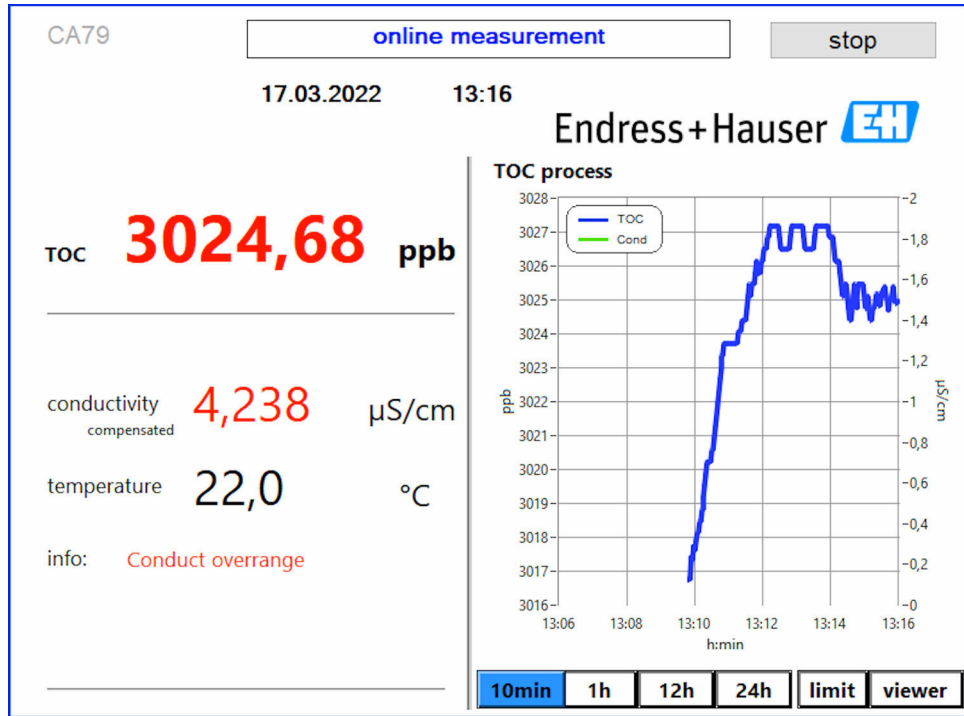 CA79
online measurement
stop
17.03.2022 13:16
Endress+Hauser EH
TOC 3024,68 ppb
conductivity 4,238 µS/cm
compensated
temperature 22,0 °C
info: Conduct overrange
TOC process
TOC
Cond
3028
3027
3026
3025
3024
3023
3022
3021
3020
3019
3018
3017
3016
ppb
2
1,8
1,6
1,4
1,2
1
0,8
0,6
0,4
0,2
0
µS/cm
13:06 13:08 13:10 13:12 13:14 13:16
h:min
10min 1h 12h 24h limit viewer